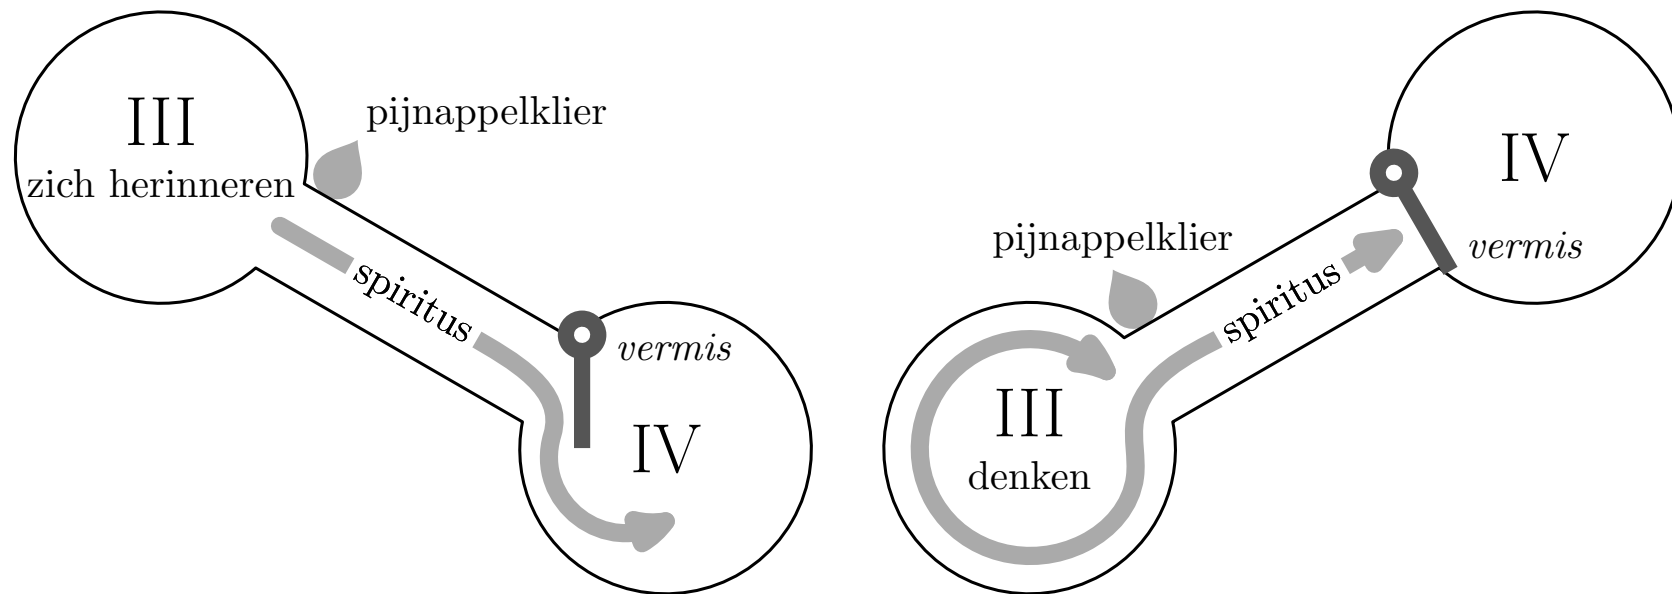 III
zich herinneren
pijnappelklier
spiritus
vermis
IV
pijnappelklier
III
denken
spiritus
IV
vermis